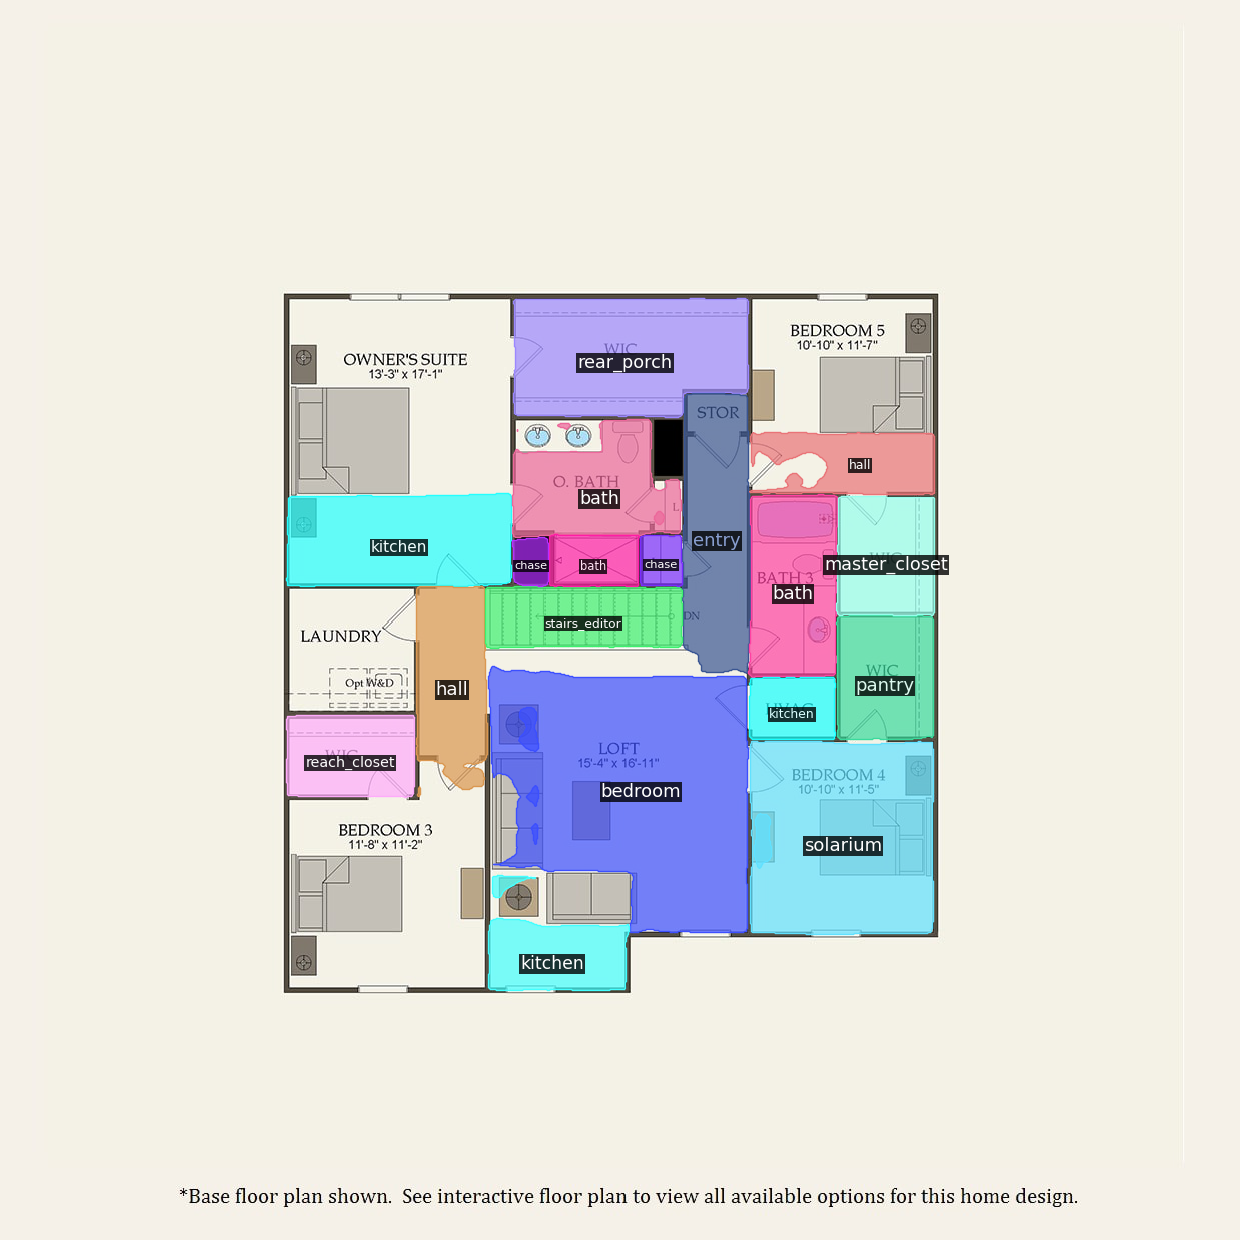 OWNER'S SUITE
13'-3" x 17'-1"
WIC
rear_porch
BEDROOM 5
10'-10" x 11'-7"
STOR
hall
O. BATH
bath
kitchen
entry
chase
bath
chase
WIC
master_closet
BATH 3
bath
stairs_editor
DN
LAUNDRY
Opt W&D
hall
WIC
pantry
HVAC
kitchen
WIC
reach_closet
LOFT
15'-4" x 16'-11"
bedroom
BEDROOM 4
10'-10" x 11'-5"
solarium
BEDROOM 3
11'-8" x 11'-2"
kitchen
*Base floor plan shown.  See interactive floor plan to view all available options for this home design.